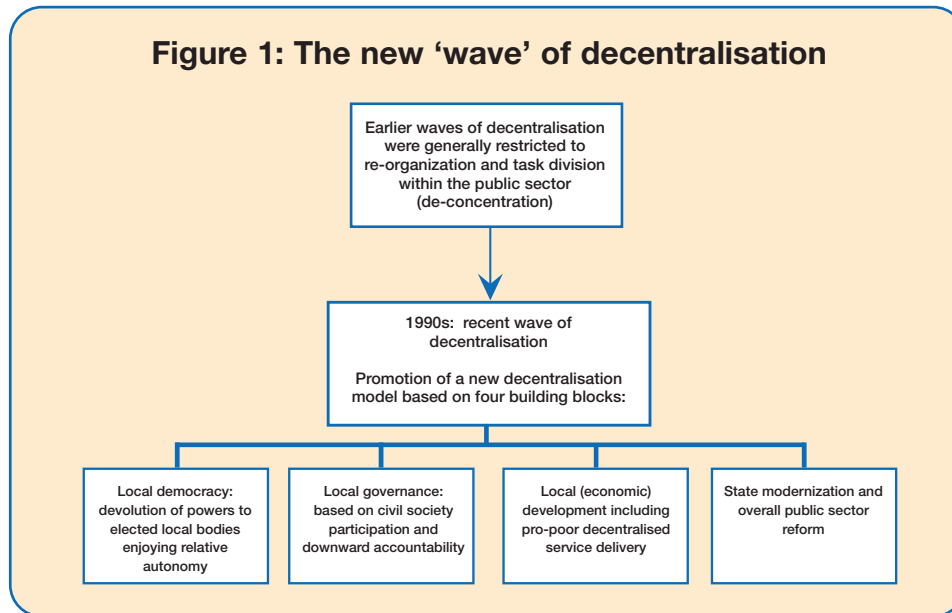 Figure 1: The new ‘wave’ of decentralisation
Earlier waves of decentralisation
were generally restricted to
re-organization and task division
within the public sector
(de-concentration)
1990s: recent wave of
decentralisation
Promotion of a new decentralisation
model based on four building blocks:
Local democracy:
devolution of powers to
elected local bodies
enjoying relative
autonomy
Local governance:
based on civil society
participation and
downward accountability
Local (economic)
development including
pro-poor decentralised
service delivery
State modernization and
overall public sector
reform